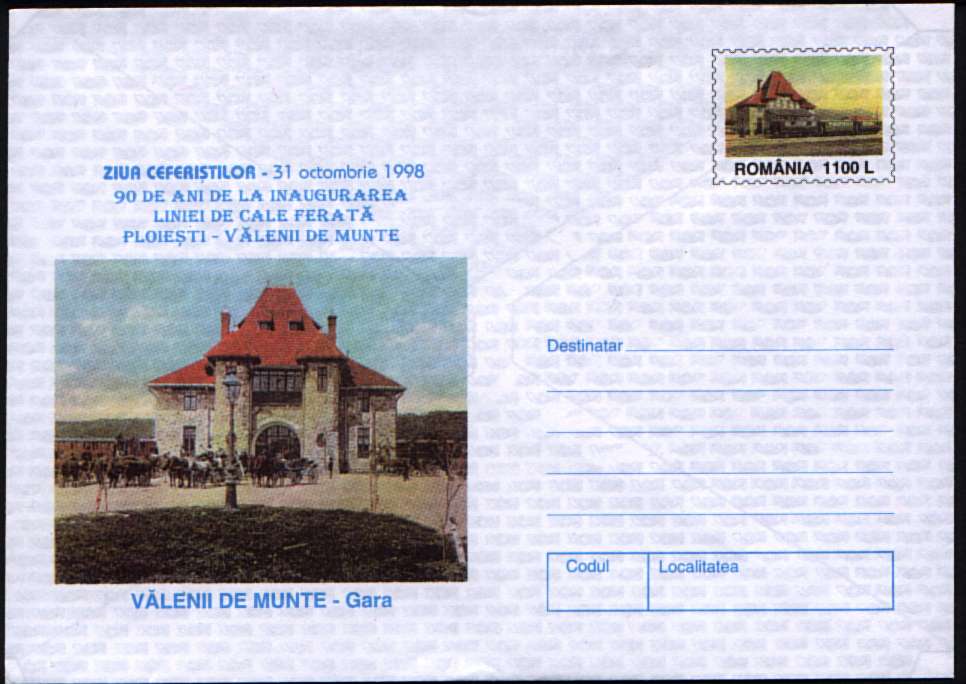 ROMÂNIA 1100 L
ZIUA CEFERIȘTILOR - 31 octombrie 1998
90 DE ANI DE LA INAUGURAREA
LINIEI DE CALE FERATĂ
PLOIEȘTI - VĂLENII DE MUNTE
VĂLENII DE MUNTE - Gara
Destinatar
Codul
Localitatea